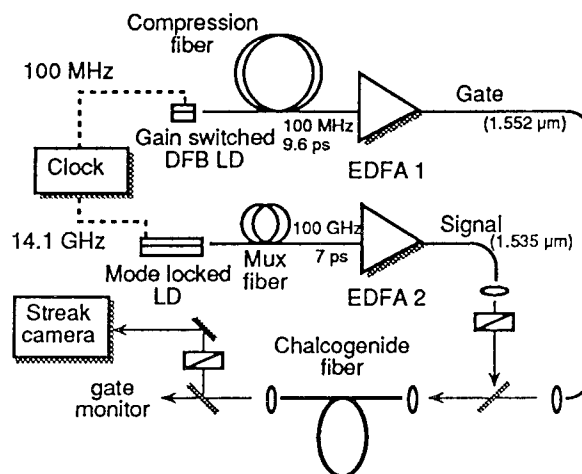 Compression
fiber
100 MHz
Gate
(1.552 µm)
100 MHz
9.6 ps
Gain switched
DFB LD
EDFA 1
Clock
14.1 GHz
100 GHz
7 ps
Signal
(1.535 µm)
Mux
fiber
Mode locked
LD
EDFA 2
Streak
camera
Chalcogenide
fiber
gate
monitor